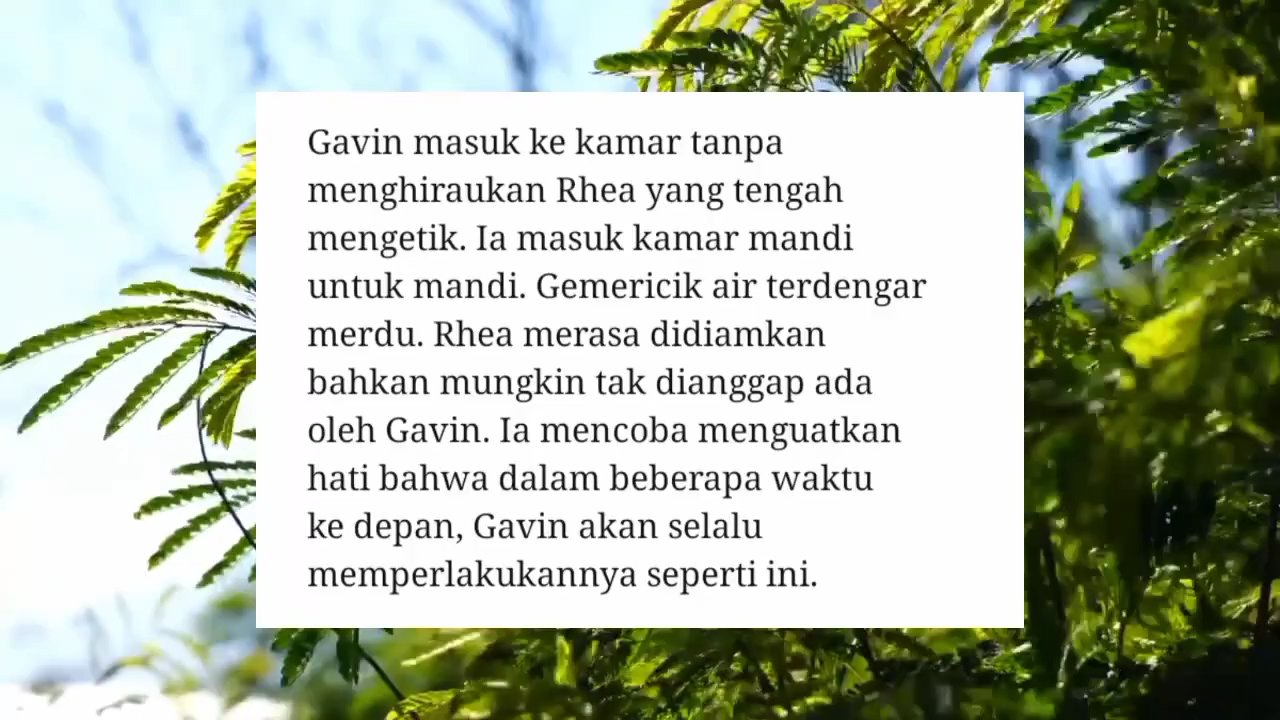 Gavin masuk ke kamar tanpa
menghiraukan Rhea yang tengah
mengetik. Ia masuk kamar mandi
untuk mandi. Gemericik air terdengar
merdu. Rhea merasa didiamkan
bahkan mungkin tak dianggap ada
oleh Gavin. Ia mencoba menguatkan
hati bahwa dalam beberapa waktu
ke depan, Gavin akan selalu
memperlakukannya seperti ini.